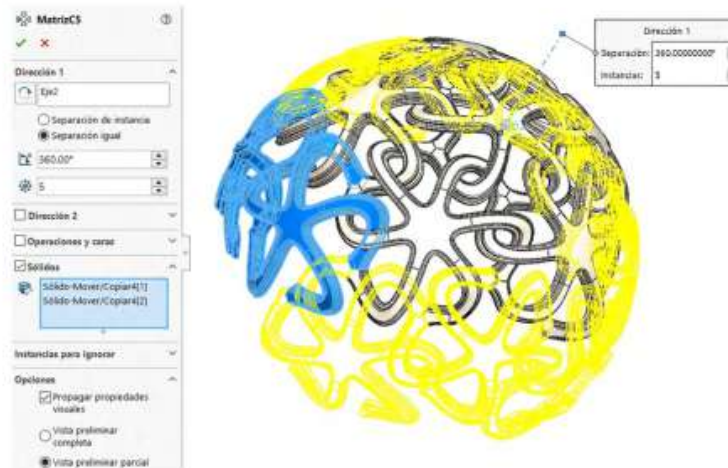 MatrizC5
Dirección 1
Eje2
Separación de instancia
Separación igual
360.00°
5
Dirección 2
Operaciones y caras
Sólidos
Sólido-Mover/Copiar4[1]
Sólido-Mover/Copiar4[2]
Instancias para ignorar
Opciones
Propagar propiedades
visuales
Vista preliminar
completa
Vista preliminar parcial
Dirección 1
Separación: 360.00000000°
Instancias: 5